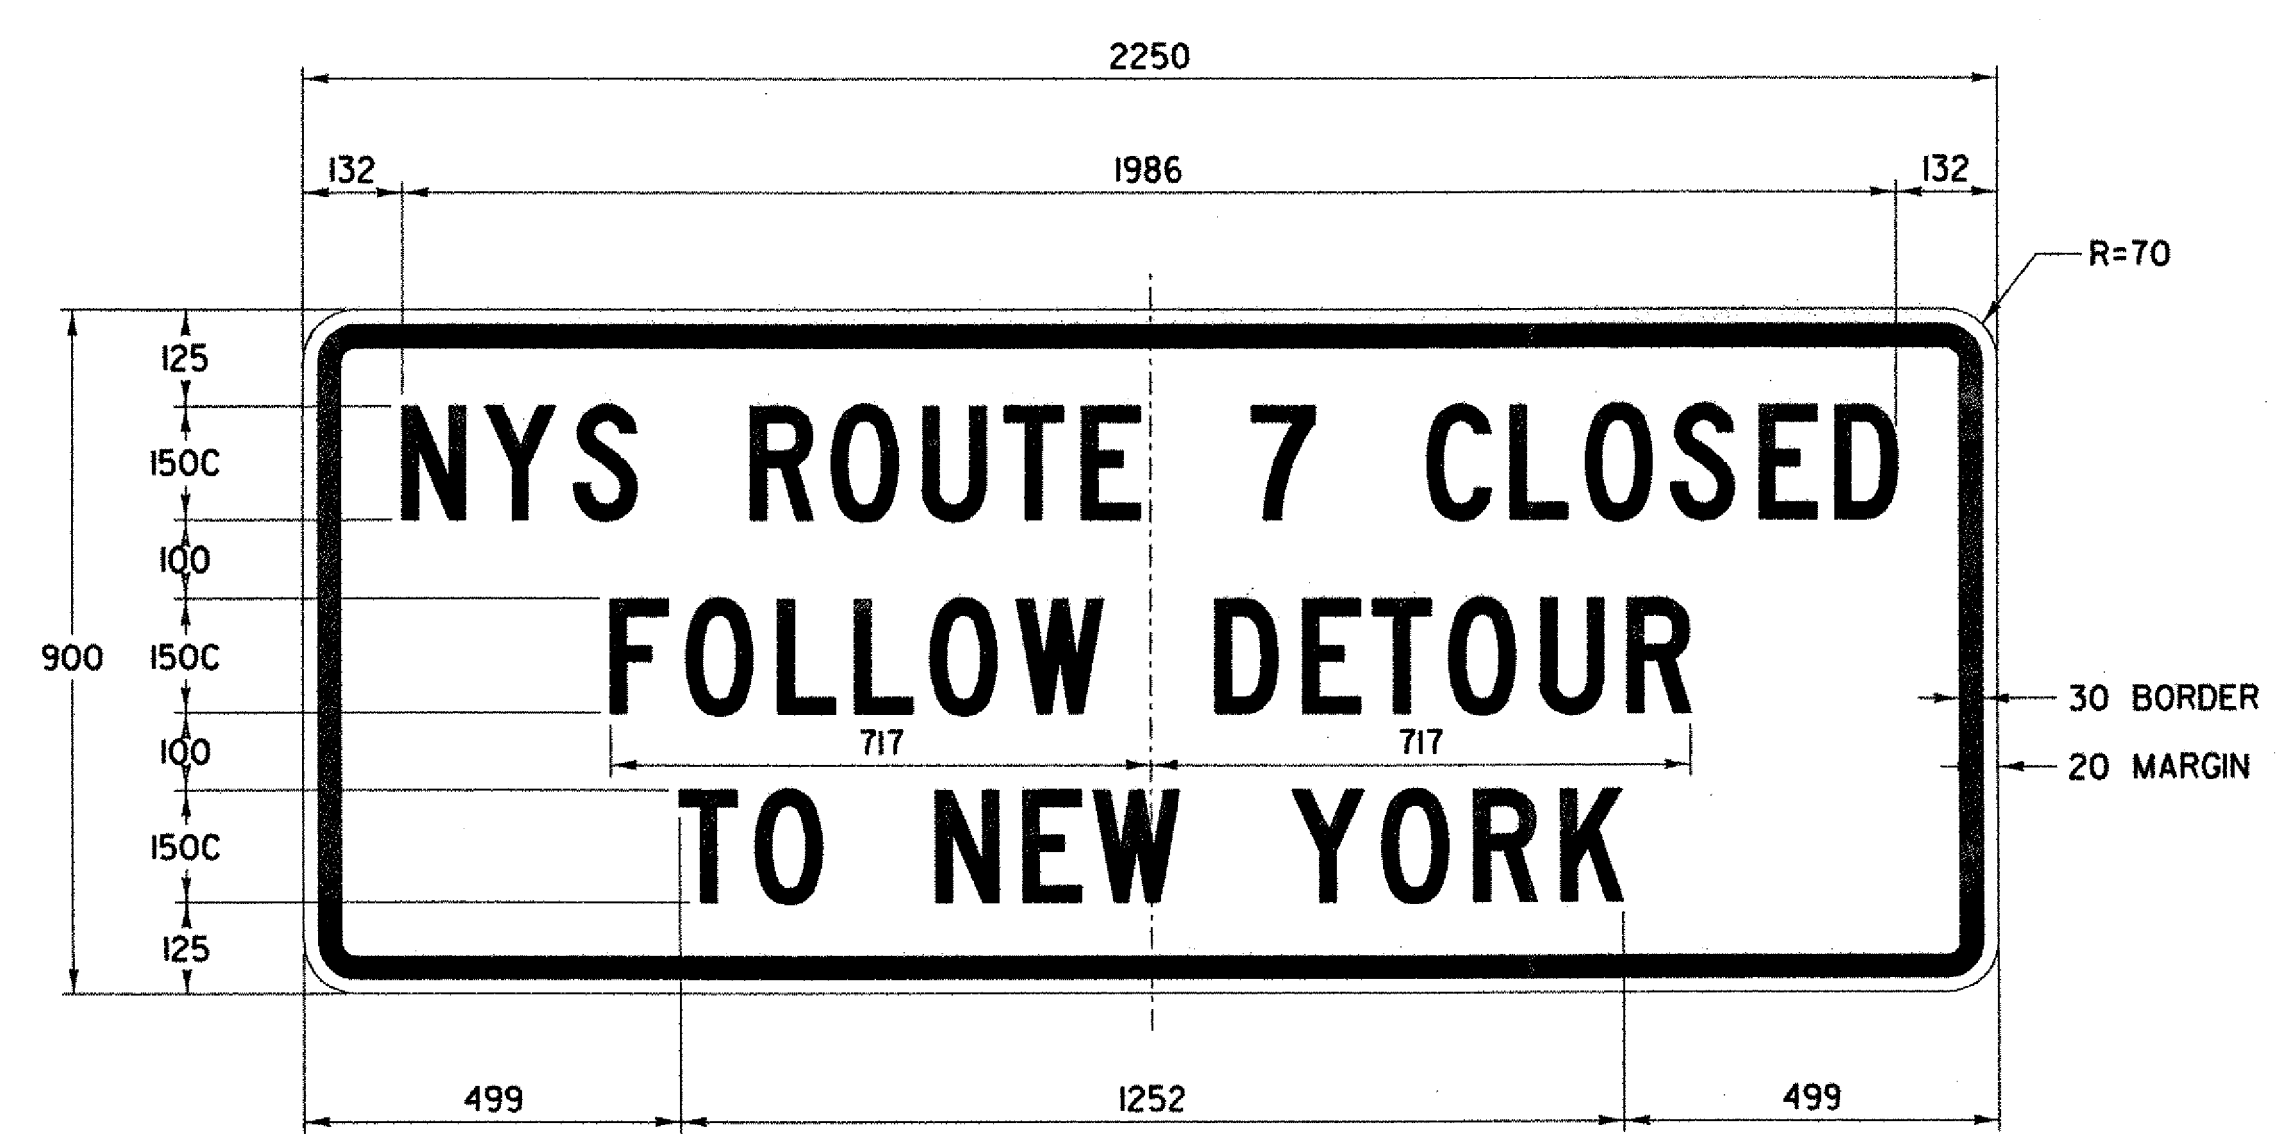 2250
132 1986 132
R=70
125
150C
NYS ROUTE 7 CLOSED
100
900 150C
FOLLOW DETOUR
30 BORDER
717 717
100
20 MARGIN
150C
TO NEW YORK
125
499 1252 499